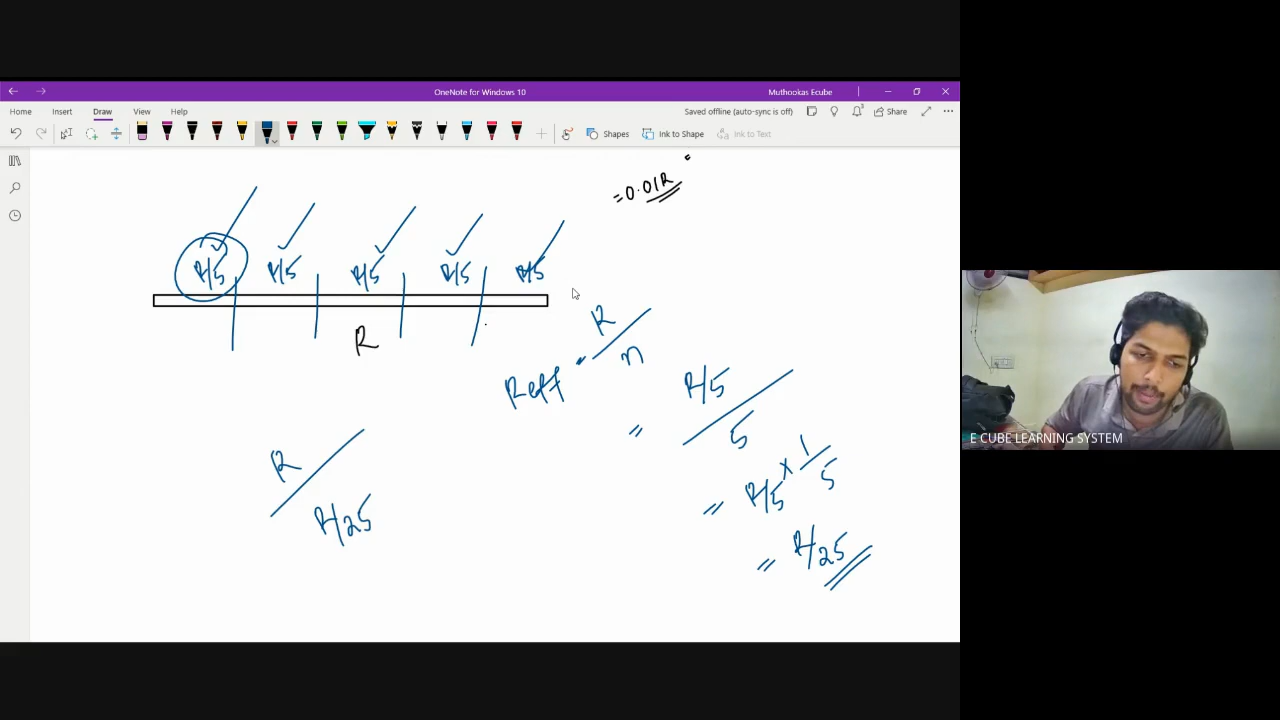 OneNote for Windows 10
Muthookas Ecube
Home Insert Draw View Help
Saved offline (auto-sync is off)
Share
Shapes
Ink to Shape
Ink to Text
= 0.01R
R/5 R/5 R/5 R/5 R/5
R
Reff = R/n
= R/5 / 5
= R/5 × 1/5
= R/25
R / R/25
E CUBE LEARNING SYSTEM